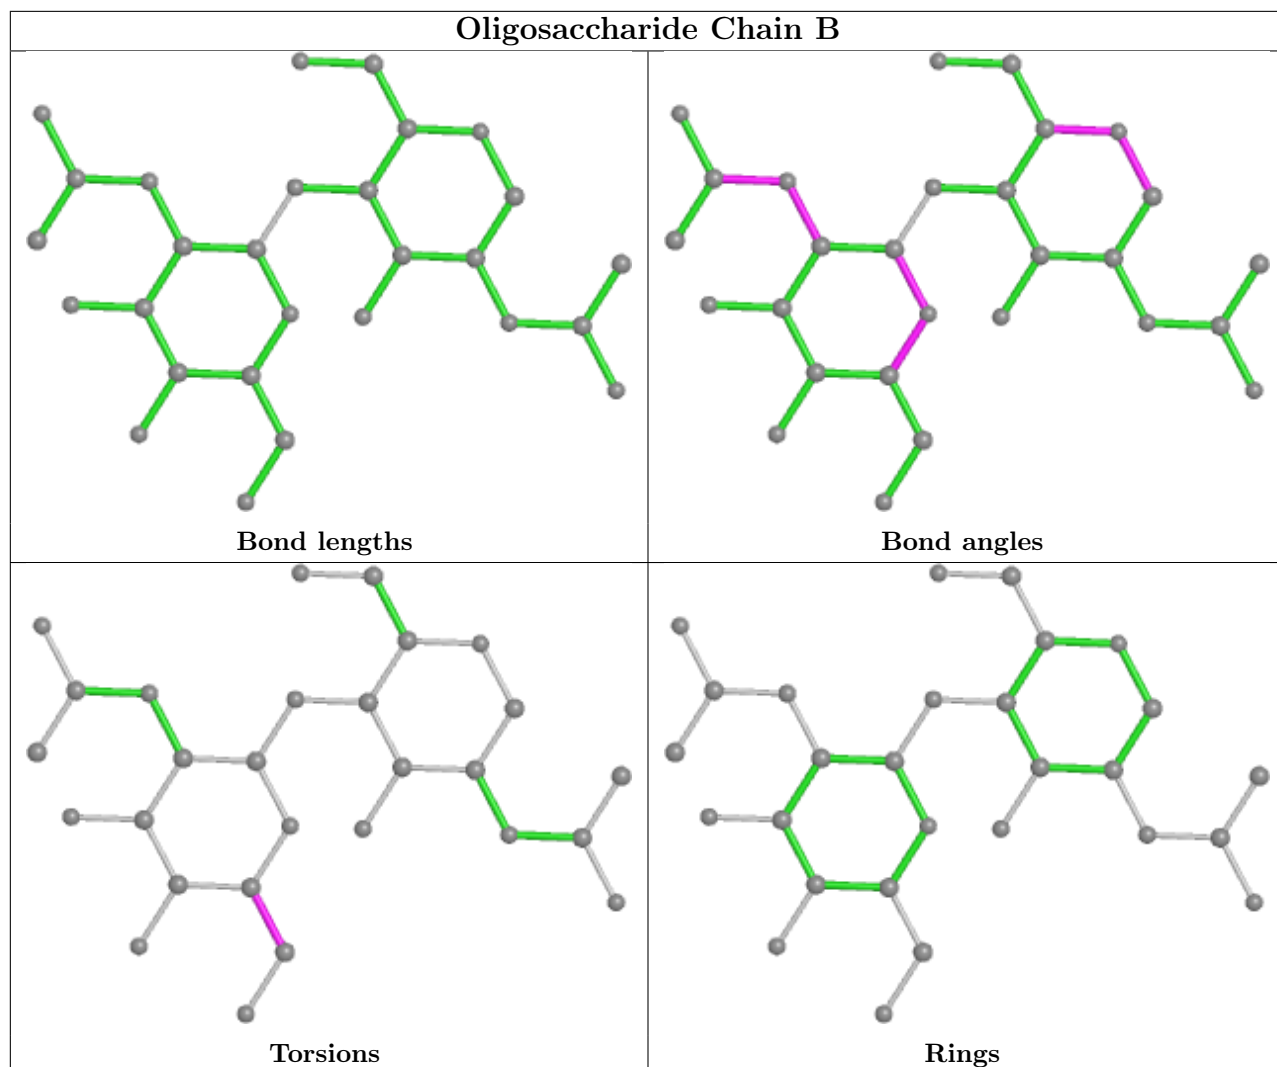 Oligosaccharide Chain B
Bond lengths
Bond angles
Torsions
Rings